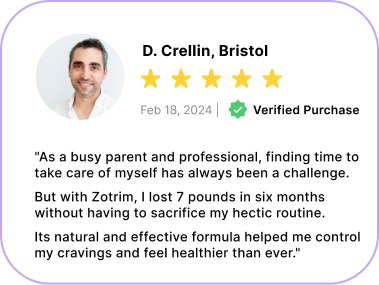 D. Crellin, Bristol
Feb 18, 2024 | Verified Purchase
"As a busy parent and professional, finding time to
take care of myself has always been a challenge.
But with Zotrim, I lost 7 pounds in six months
without having to sacrifice my hectic routine.
Its natural and effective formula helped me control
my cravings and feel healthier than ever."